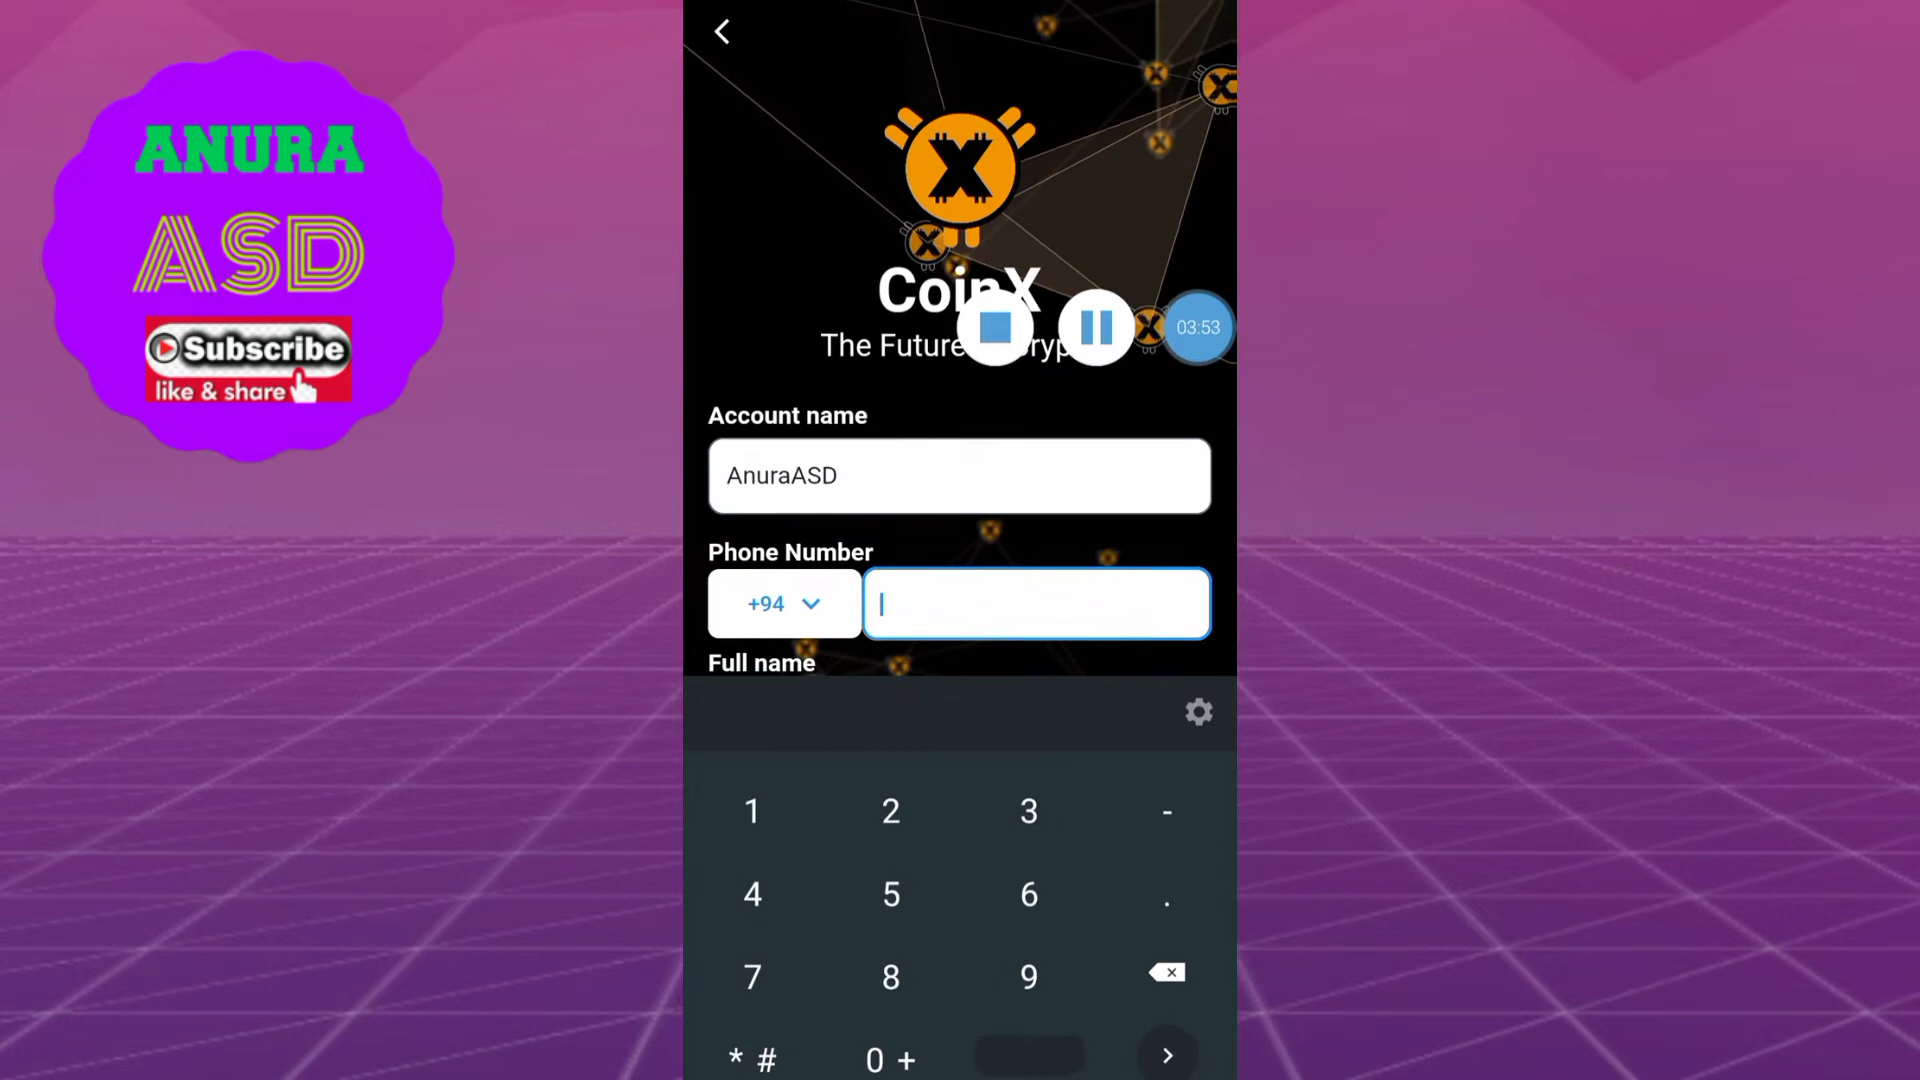 ANURA
ASD
Subscribe
like & share
X
CoinX
The Future
03:53
Account name
AnuraASD
Phone Number
+94
Full name
1 2 3 -
4 5 6 .
7 8 9
* # 0 +